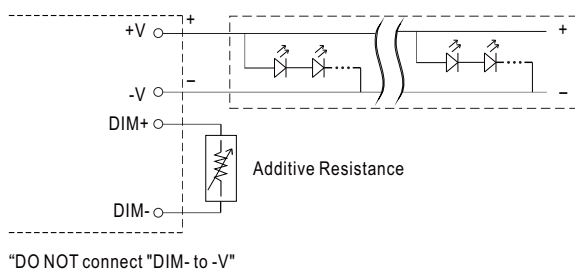 +
+V
+
-V
−
−
DIM+
Additive Resistance
DIM-
“DO NOT connect "DIM- to -V"